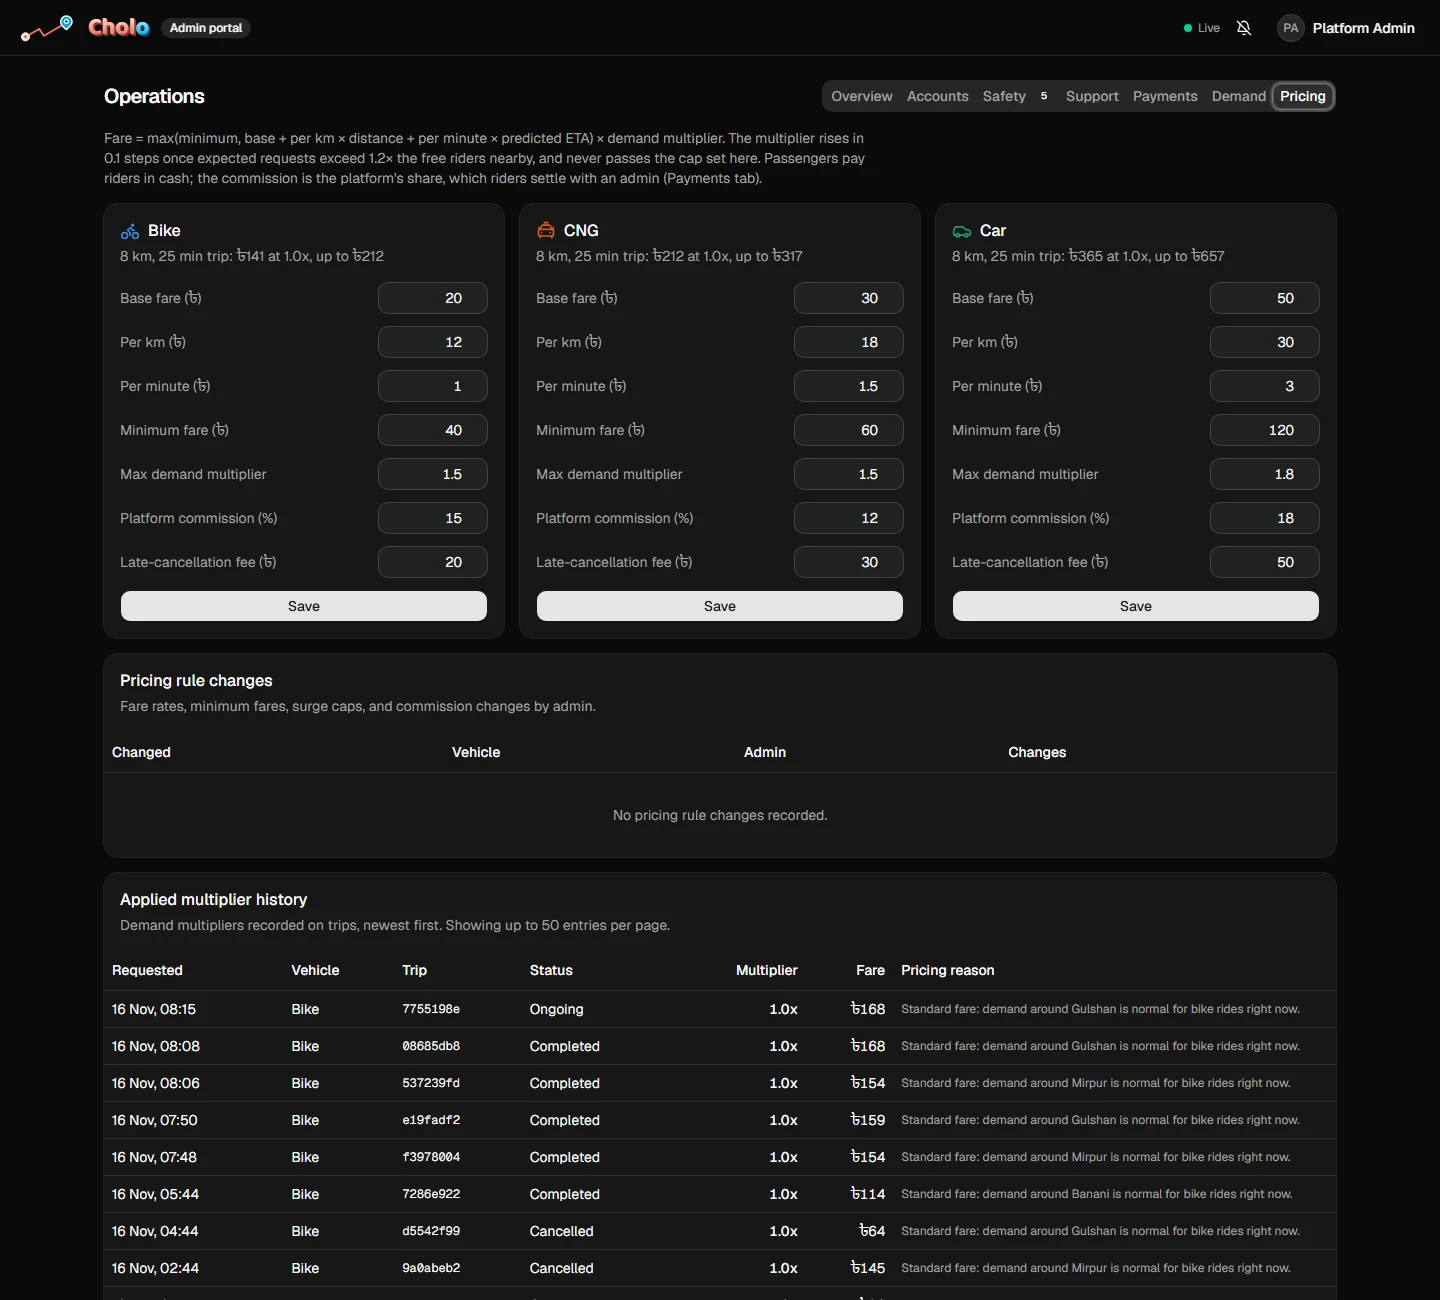 Cholo Admin portal Live PA Platform Admin
Operations
Overview Accounts Safety 5 Support Payments Demand Pricing
Fare = max(minimum, base + per km × distance + per minute × predicted ETA) × demand multiplier. The multiplier rises in
0.1 steps once expected requests exceed 1.2× the free riders nearby, and never passes the cap set here. Passengers pay
riders in cash; the commission is the platform's share, which riders settle with an admin (Payments tab).
Bike
8 km, 25 min trip: ৳141 at 1.0x, up to ৳212
Base fare (৳) 20
Per km (৳) 12
Per minute (৳) 1
Minimum fare (৳) 40
Max demand multiplier 1.5
Platform commission (%) 15
Late-cancellation fee (৳) 20
Save
CNG
8 km, 25 min trip: ৳212 at 1.0x, up to ৳317
Base fare (৳) 30
Per km (৳) 18
Per minute (৳) 1.5
Minimum fare (৳) 60
Max demand multiplier 1.5
Platform commission (%) 12
Late-cancellation fee (৳) 30
Save
Car
8 km, 25 min trip: ৳365 at 1.0x, up to ৳657
Base fare (৳) 50
Per km (৳) 30
Per minute (৳) 3
Minimum fare (৳) 120
Max demand multiplier 1.8
Platform commission (%) 18
Late-cancellation fee (৳) 50
Save
Pricing rule changes
Fare rates, minimum fares, surge caps, and commission changes by admin.
Changed Vehicle Admin Changes
No pricing rule changes recorded.
Applied multiplier history
Demand multipliers recorded on trips, newest first. Showing up to 50 entries per page.
Requested Vehicle Trip Status Multiplier Fare Pricing reason
16 Nov, 08:15 Bike 7755198e Ongoing 1.0x ৳168 Standard fare: demand around Gulshan is normal for bike rides right now.
16 Nov, 08:08 Bike 08685db8 Completed 1.0x ৳168 Standard fare: demand around Gulshan is normal for bike rides right now.
16 Nov, 08:06 Bike 537239fd Completed 1.0x ৳154 Standard fare: demand around Mirpur is normal for bike rides right now.
16 Nov, 07:50 Bike e19fadf2 Completed 1.0x ৳159 Standard fare: demand around Gulshan is normal for bike rides right now.
16 Nov, 07:48 Bike f3978004 Completed 1.0x ৳154 Standard fare: demand around Mirpur is normal for bike rides right now.
16 Nov, 05:44 Bike 7286e922 Completed 1.0x ৳114 Standard fare: demand around Banani is normal for bike rides right now.
16 Nov, 04:44 Bike d5542f99 Cancelled 1.0x ৳64 Standard fare: demand around Gulshan is normal for bike rides right now.
16 Nov, 02:44 Bike 9a0abeb2 Cancelled 1.0x ৳145 Standard fare: demand around Mirpur is normal for bike rides right now.